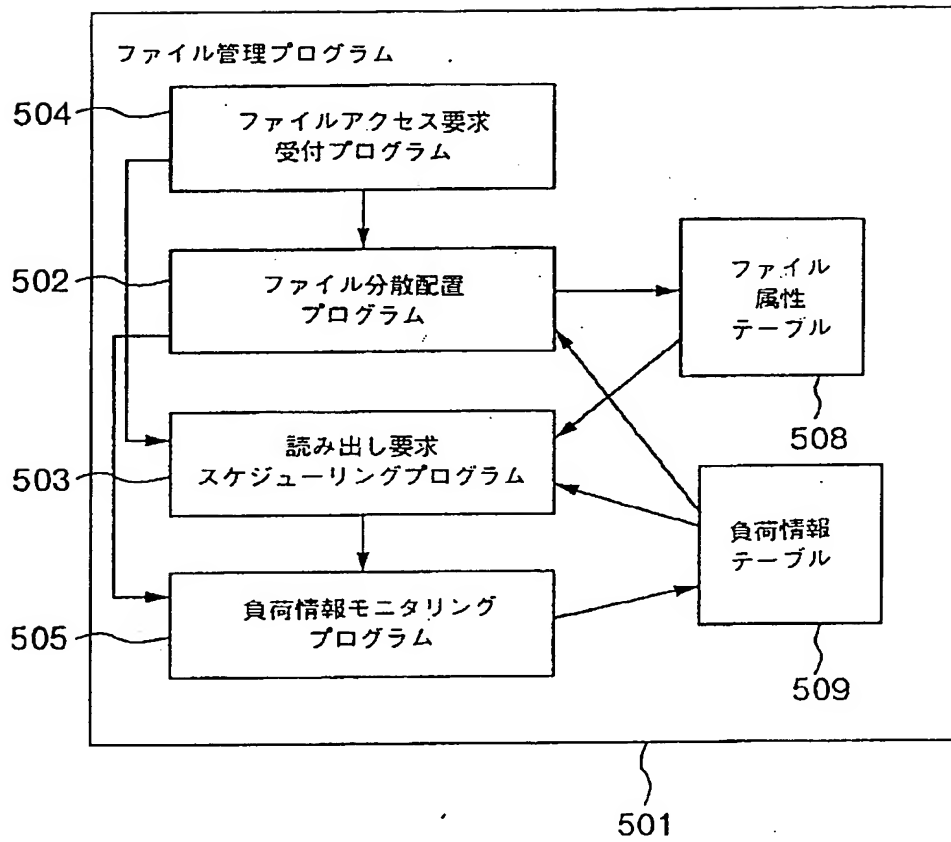 ファイル管理プログラム
504
ファイルアクセス要求
受付プログラム
502
ファイル分散配置
プログラム
ファイル
属性
テーブル
508
503
読み出し要求
スケジューリングプログラム
負荷情報
テーブル
509
505
負荷情報モニタリング
プログラム
501